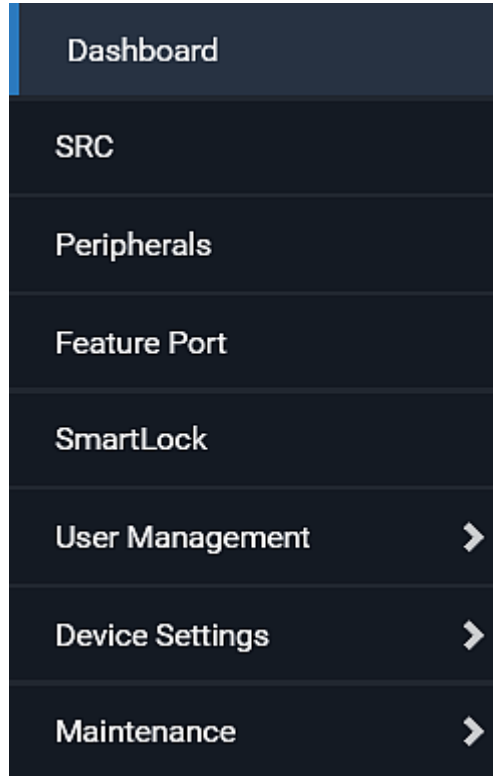 Dashboard
SRC
Peripherals
Feature Port
SmartLock
User Management
Device Settings
Maintenance